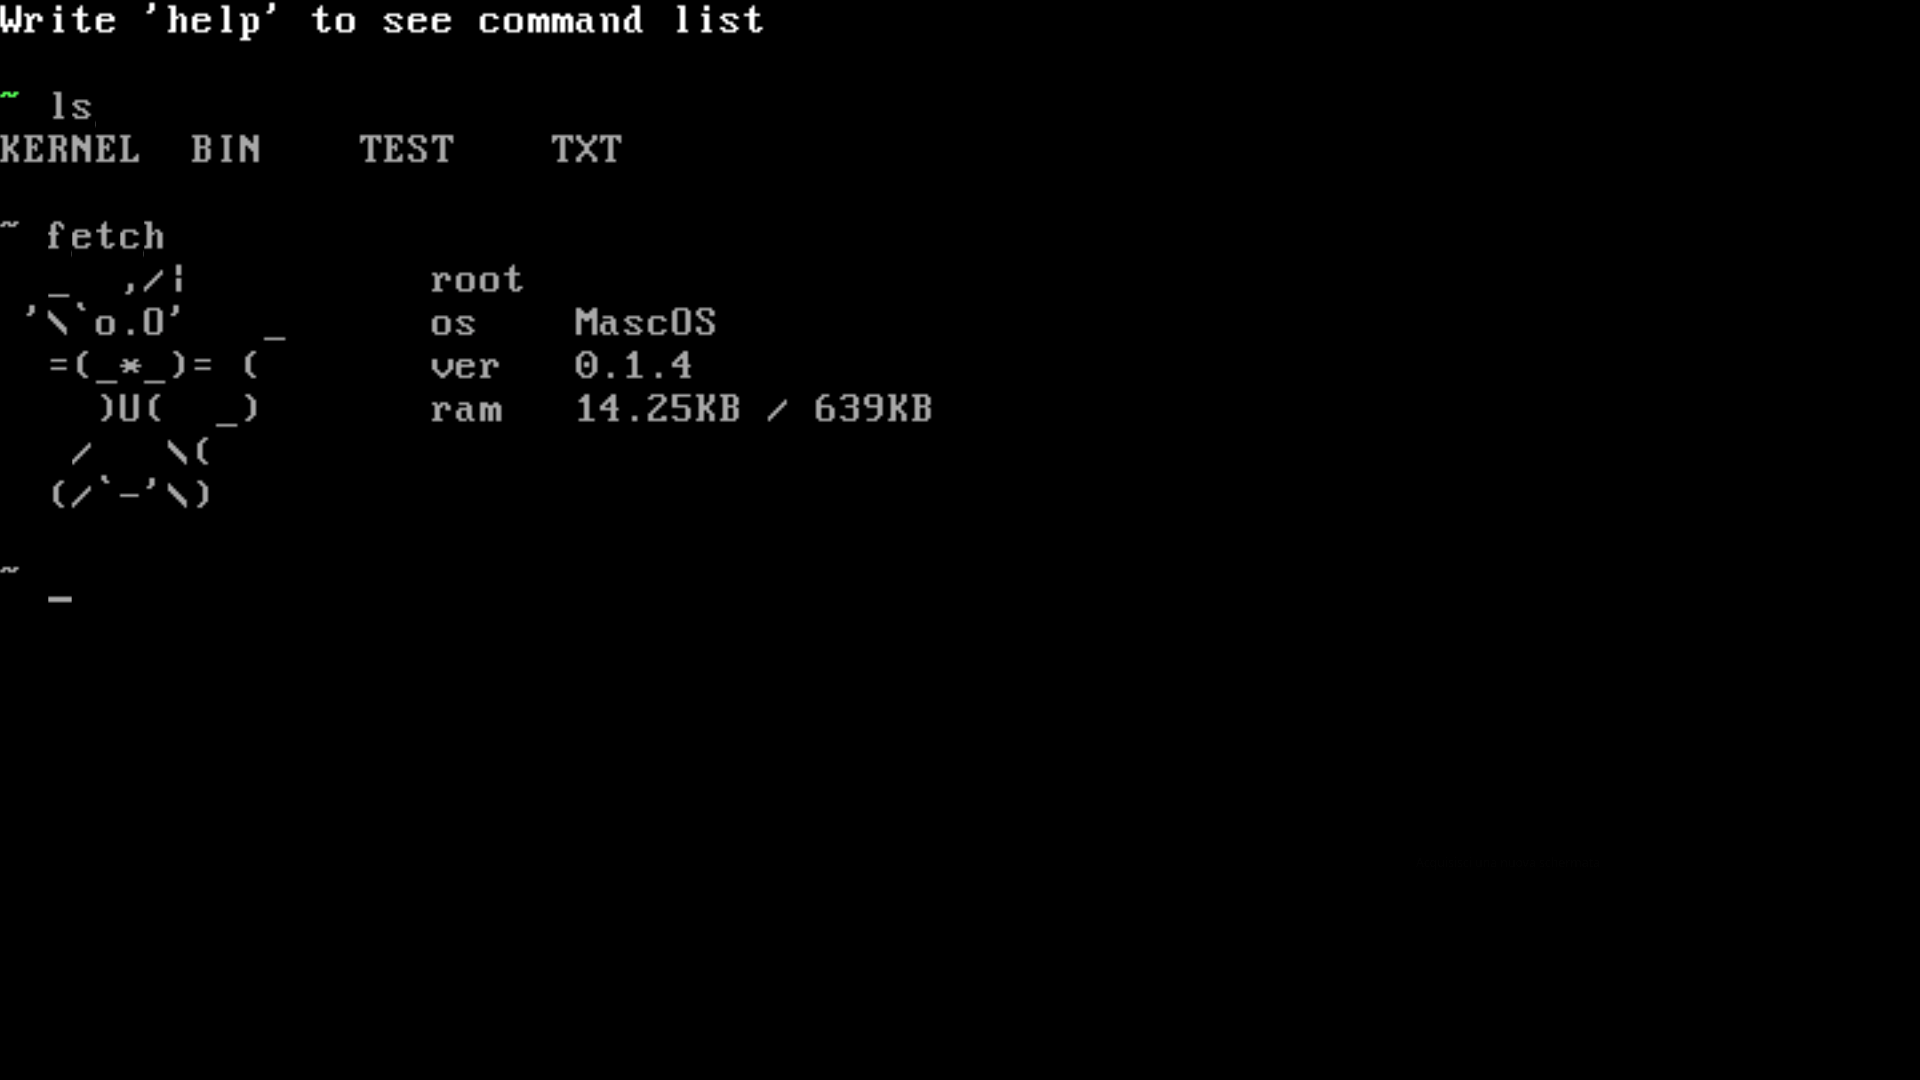 Write 'help' to see command list
~ ls
KERNEL  BIN    TEST    TXT
~ fetch
  _  ,/¦          root
 '\`o.O'   _      os    MascOS
  =(_*_)= (       ver   0.1.4
    )U(  _)       ram   14.25KB / 639KB
   /   \(
  (/`-'\)
~ _